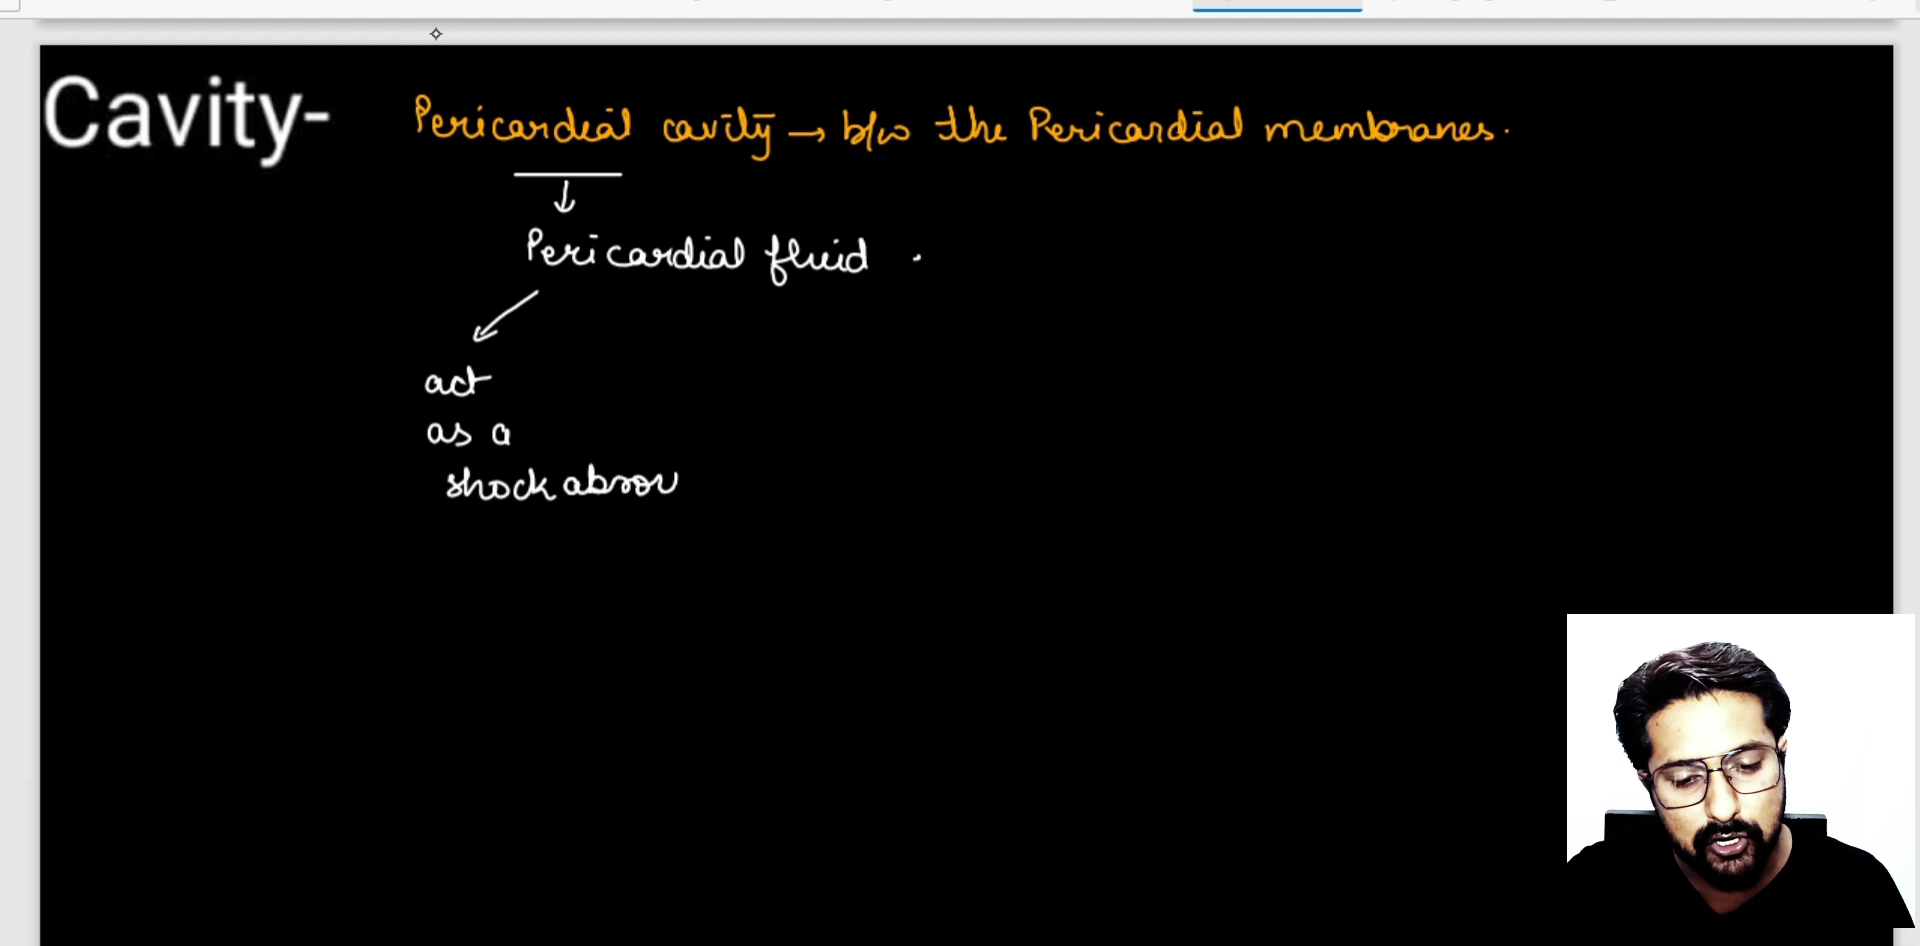 Cavity- Pericardial cavity → b/w the Pericardial membranes.
Pericardial fluid .
act
as a
shock absor